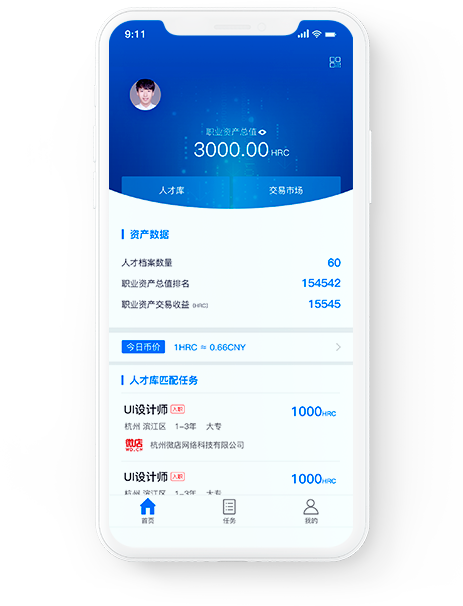 9:11
职业资产总值
3000.00 HRC
人才库 交易市场
资产数据
人才档案数量 60
职业资产总值排名 154542
职业资产交易收益 (HRC) 15545
今日币价 1HRC ≈ 0.66CNY
人才库匹配任务
UI设计师 入职 1000HRC
杭州 滨江区 1-3年 大专
微店 WD.CN 杭州微店网络科技有限公司
UI设计师 入职 1000HRC
杭州 滨江区 1-3年 大专
首页 任务 我的